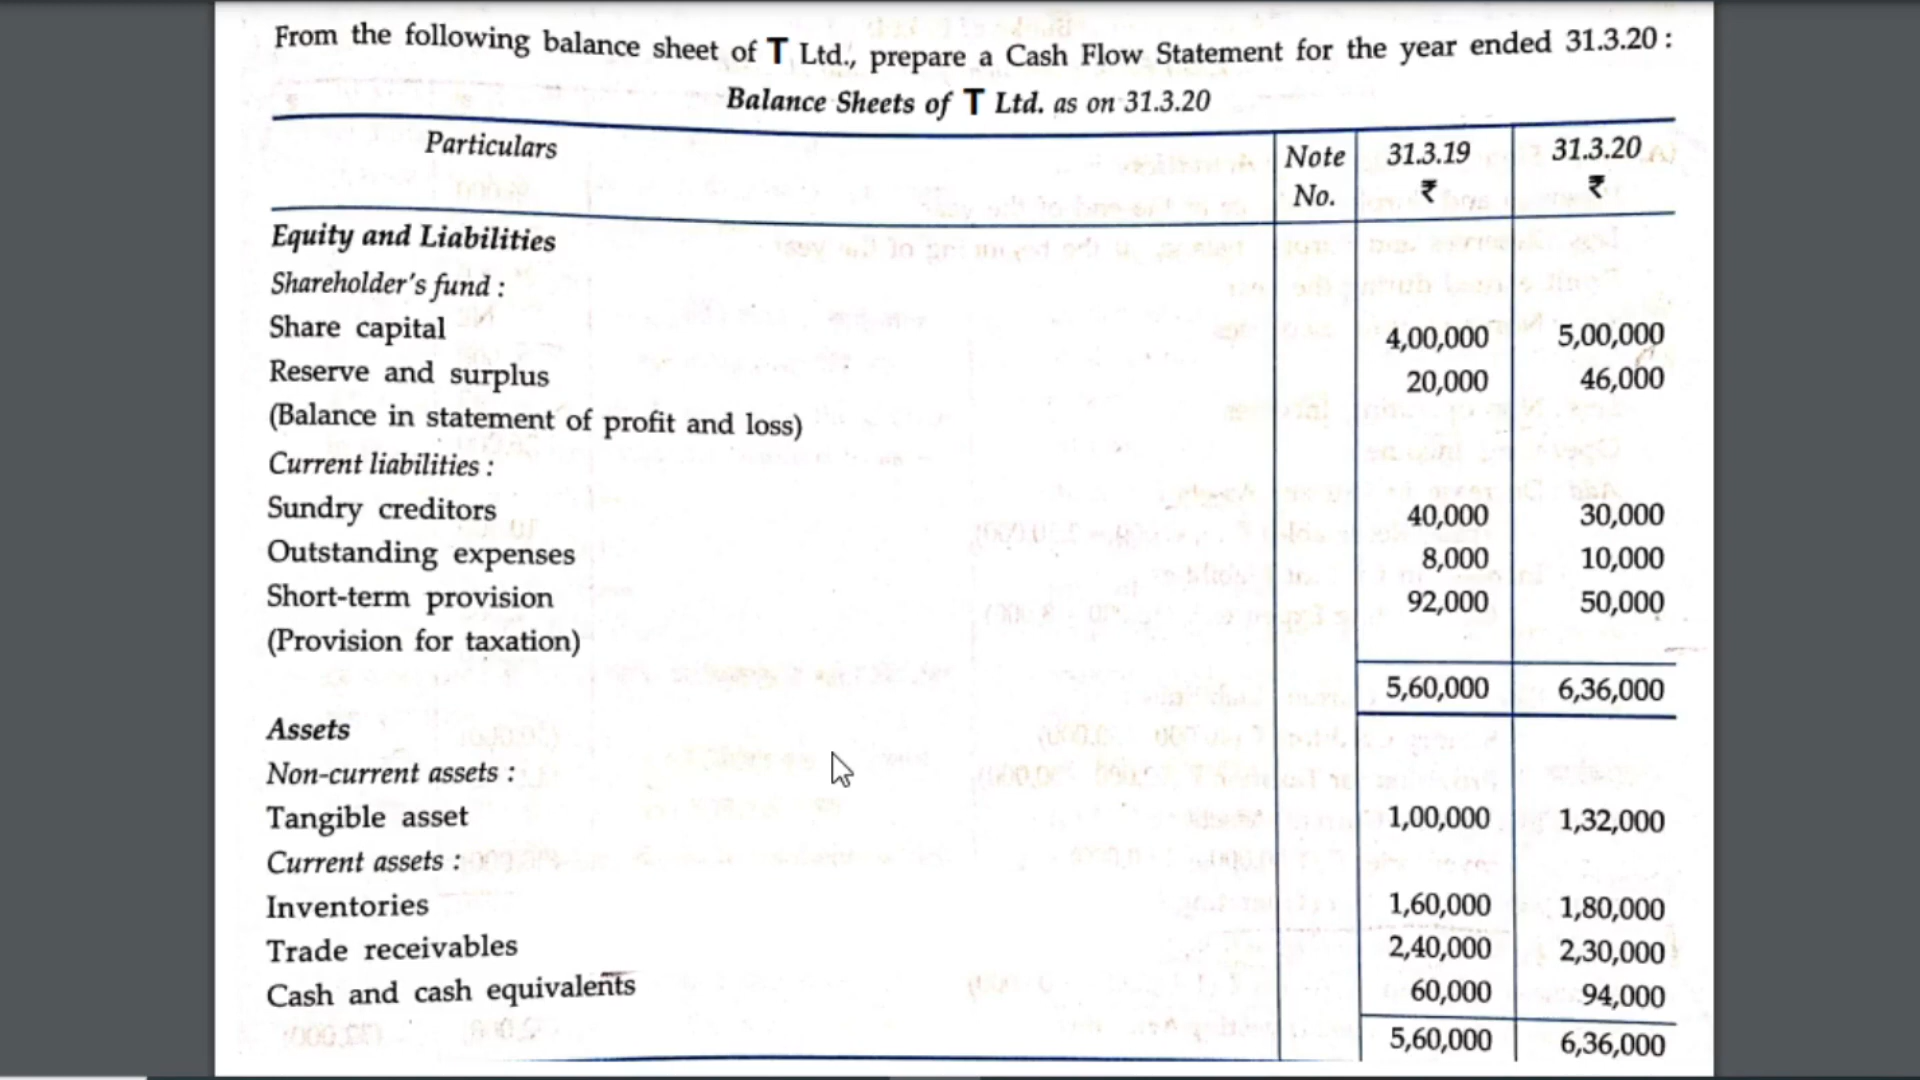 From the following balance sheet of T Ltd., prepare a Cash Flow Statement for the year ended 31.3.20 :
Balance Sheets of T Ltd. as on 31.3.20
Particulars Note No. 31.3.19 ₹ 31.3.20 ₹
Equity and Liabilities
Shareholder's fund :
Share capital 4,00,000 5,00,000
Reserve and surplus 20,000 46,000
(Balance in statement of profit and loss)
Current liabilities :
Sundry creditors 40,000 30,000
Outstanding expenses 8,000 10,000
Short-term provision 92,000 50,000
(Provision for taxation)
5,60,000 6,36,000
Assets
Non-current assets :
Tangible asset 1,00,000 1,32,000
Current assets :
Inventories 1,60,000 1,80,000
Trade receivables 2,40,000 2,30,000
Cash and cash equivalents 60,000 94,000
5,60,000 6,36,000